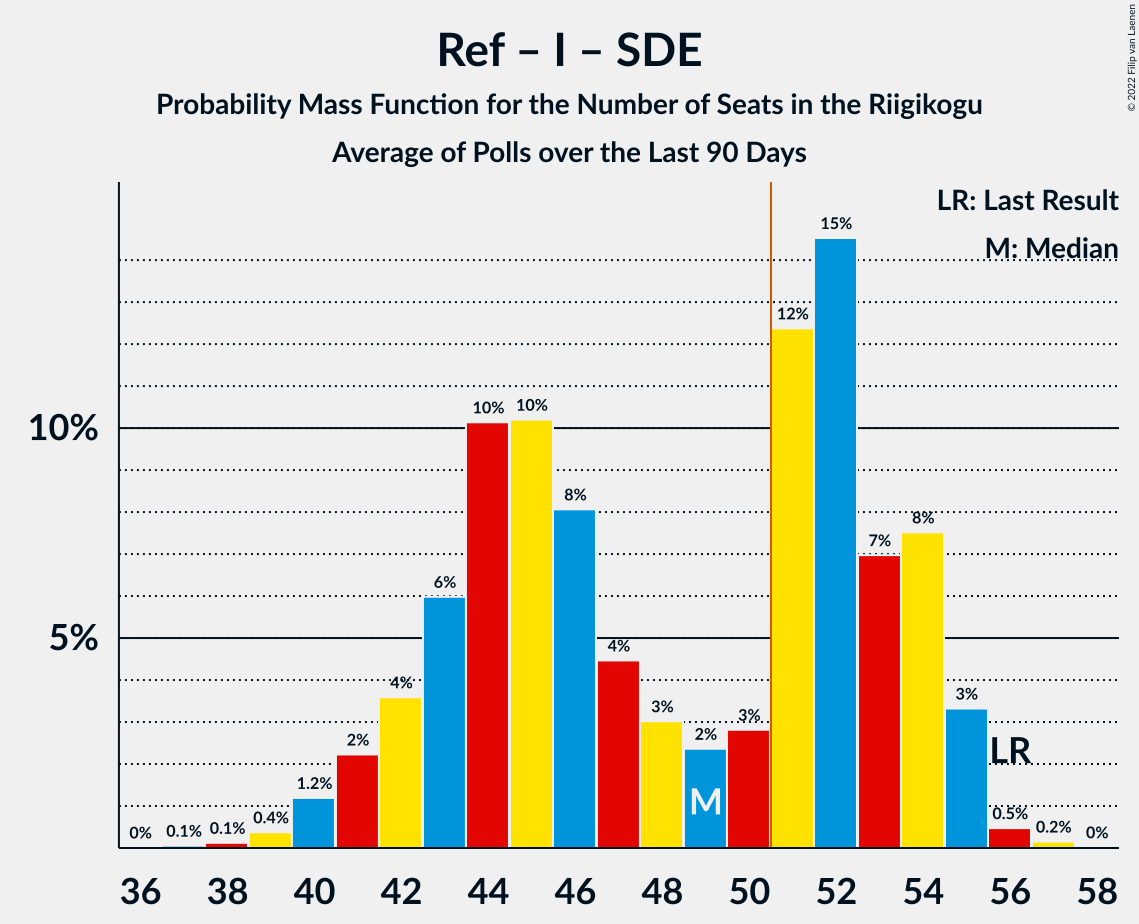 Ref – I – SDE
Probability Mass Function for the Number of Seats in the Riigikogu
Average of Polls over the Last 90 Days
© 2022 Filip van Laenen
LR: Last Result
M: Median
15%
12%
10%
10%
10%
8%
8%
7%
6%
5%
4%
4%
3%
3%
3%
2%
2%
LR
M
1.2%
0.4%
0.5%
0.2%
0%
0.1%
0.1%
0%
36 38 40 42 44 46 48 50 52 54 56 58